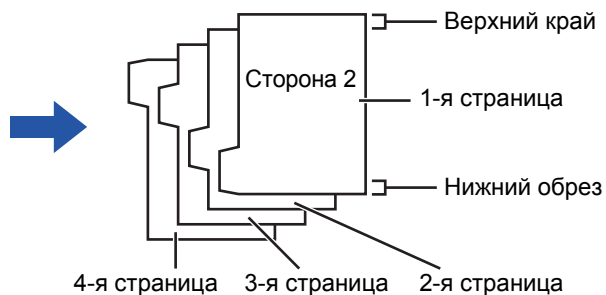 Верхний край
Сторона 2
1-я страница
Нижний обрез
4-я страница 3-я страница 2-я страница